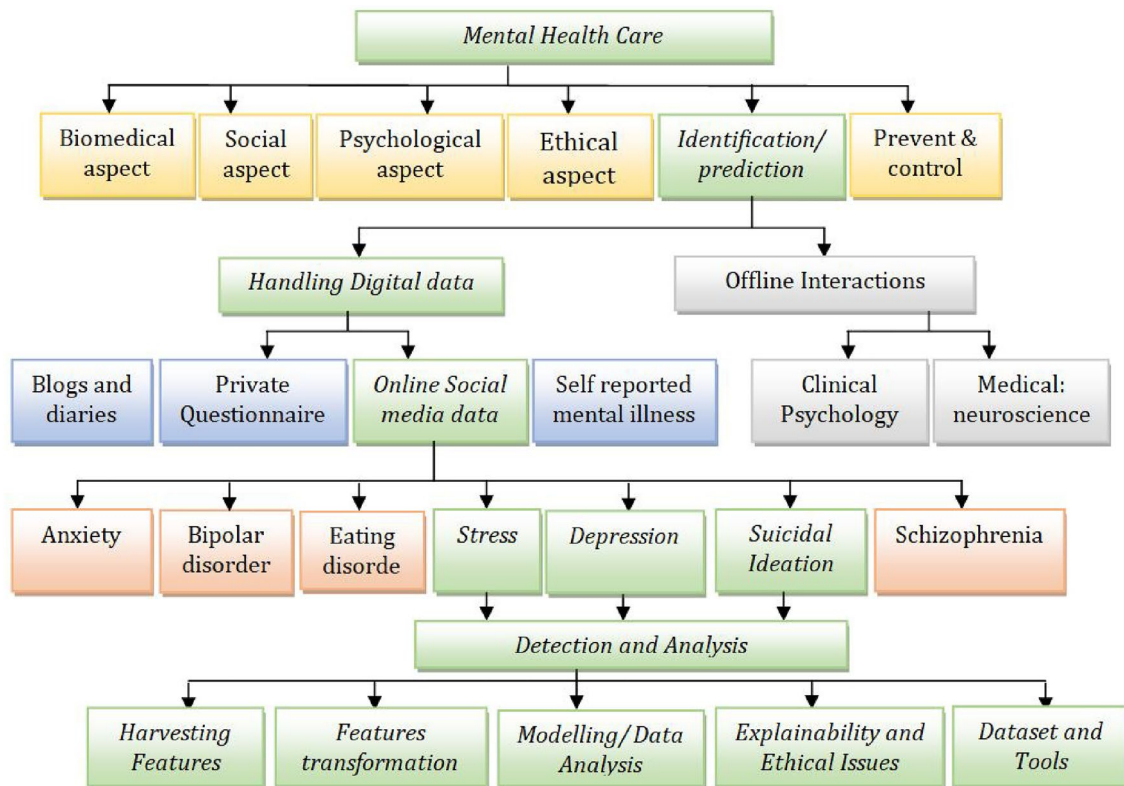 Mental Health Care
Biomedical
aspect
Social
aspect
Psychological
aspect
Ethical
aspect
Identification/
prediction
Prevent &
control
Handling Digital data
Offline Interactions
Blogs and
diaries
Private
Questionnaire
Online Social
media data
Self reported
mental illness
Clinical
Psychology
Medical:
neuroscience
Anxiety
Bipolar
disorder
Eating
disorde
Stress
Depression
Suicidal
Ideation
Schizophrenia
Detection and Analysis
Harvesting
Features
Features
transformation
Modelling/Data
Analysis
Explainability and
Ethical Issues
Dataset and
Tools